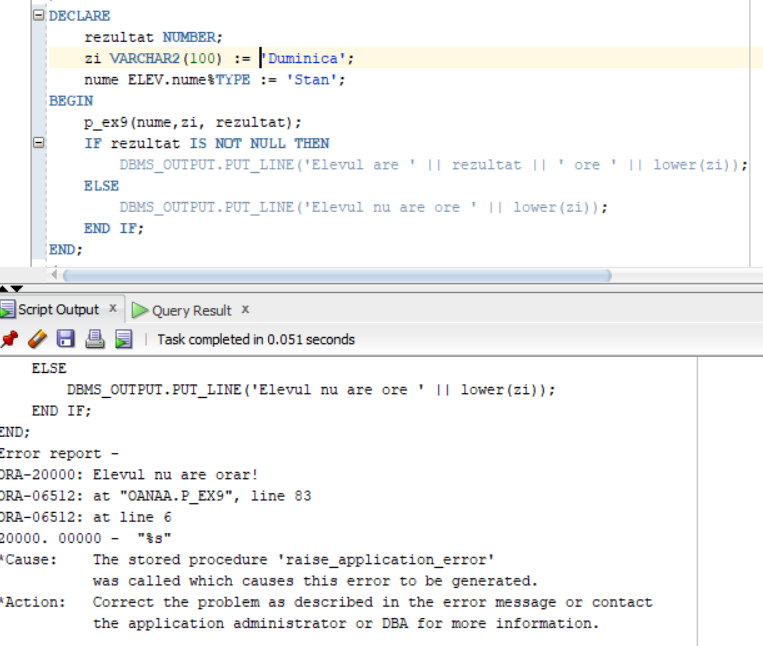 DECLARE
rezultat NUMBER;
zi VARCHAR2(100) := 'Duminica';
nume ELEV.nume%TYPE := 'Stan';
BEGIN
p_ex9(nume,zi, rezultat);
IF rezultat IS NOT NULL THEN
DBMS_OUTPUT.PUT_LINE('Elevul are ' || rezultat || ' ore ' || lower(zi));
ELSE
DBMS_OUTPUT.PUT_LINE('Elevul nu are ore ' || lower(zi));
END IF;
END;
Script Output x Query Result x
Task completed in 0.051 seconds
ELSE
DBMS_OUTPUT.PUT_LINE('Elevul nu are ore ' || lower(zi));
END IF;
END;
Error report -
ORA-20000: Elevul nu are orar!
ORA-06512: at "OANAA.P_EX9", line 83
ORA-06512: at line 6
20000. 00000 - "%s"
*Cause: The stored procedure 'raise_application_error'
was called which causes this error to be generated.
*Action: Correct the problem as described in the error message or contact
the application administrator or DBA for more information.